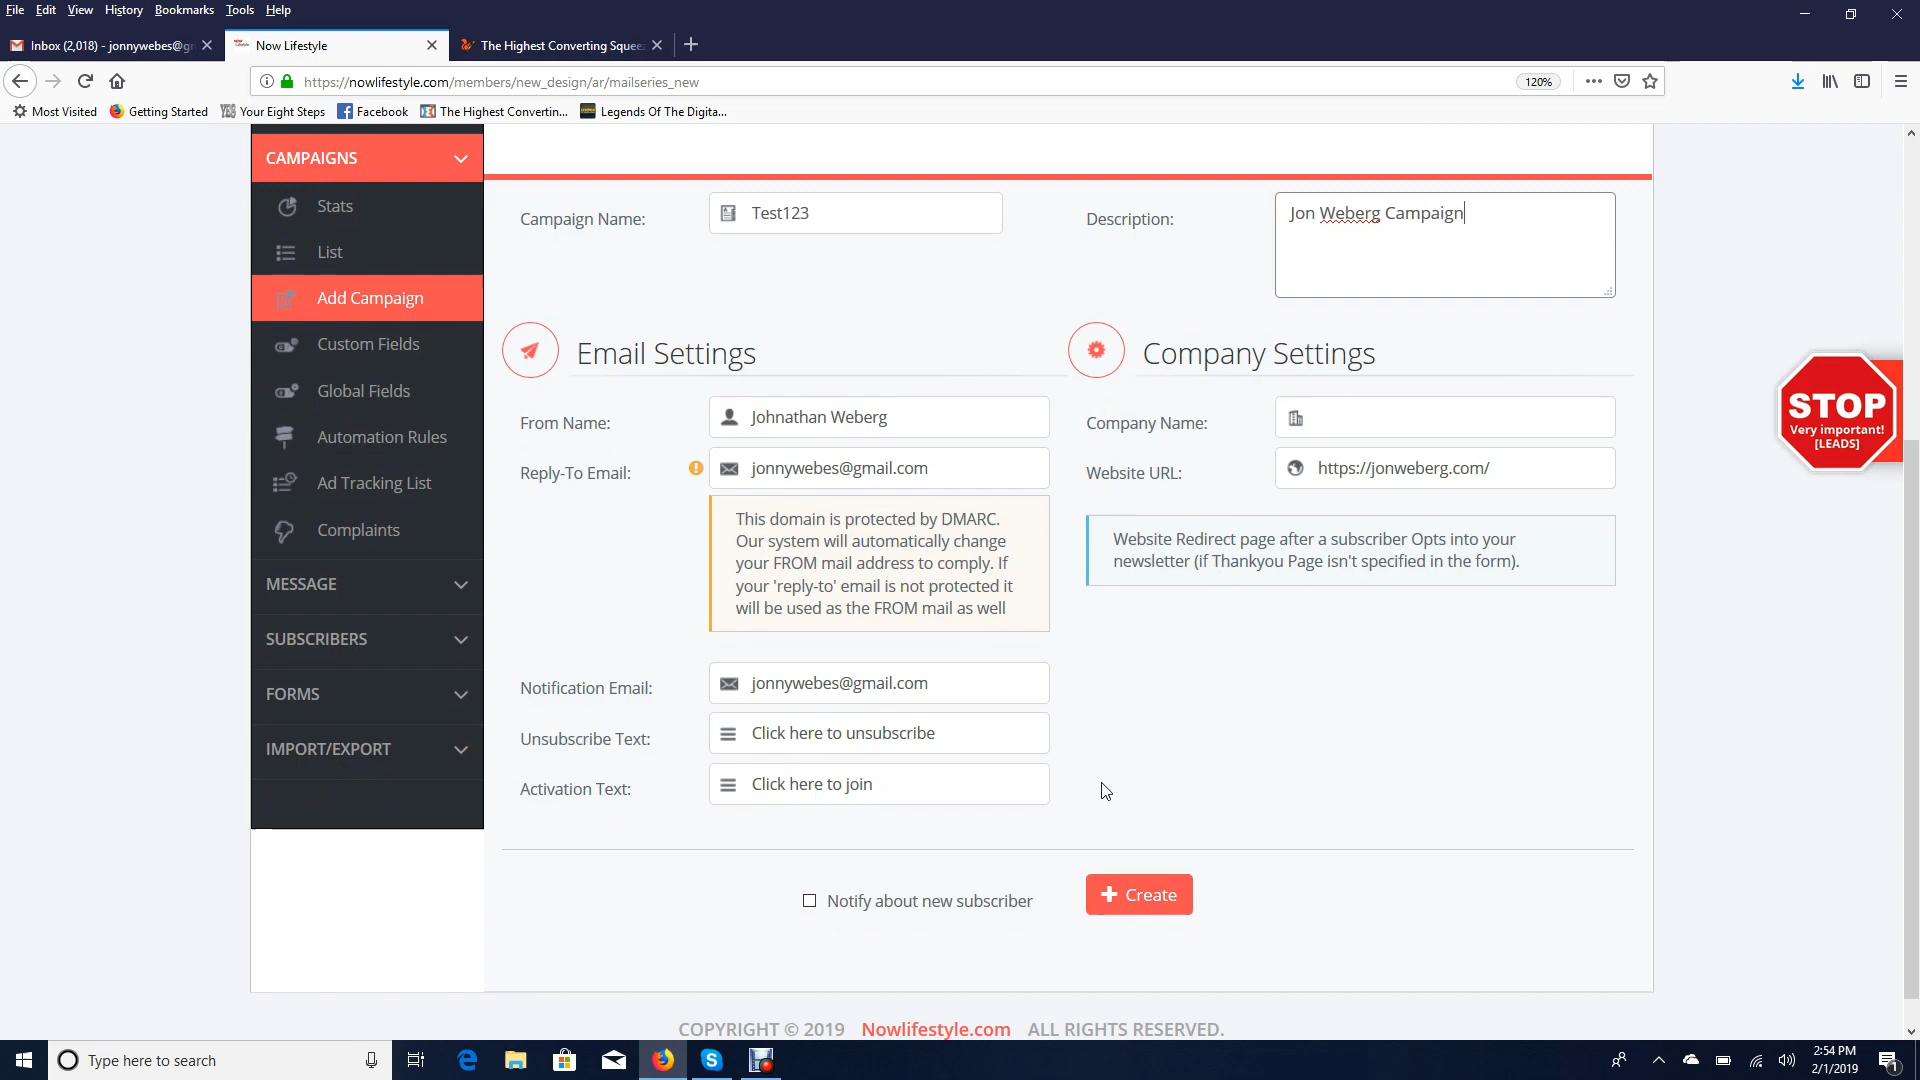 File Edit View History Bookmarks Tools Help
Inbox (2,018) - jonnywebes@g
Now Lifestyle
The Highest Converting Squee
https://nowlifestyle.com/members/new_design/ar/mailseries_new
120%
Most Visited
Getting Started
Your Eight Steps
Facebook
The Highest Convertin...
Legends Of The Digita...
CAMPAIGNS
Stats
List
Add Campaign
Custom Fields
Global Fields
Automation Rules
Ad Tracking List
Complaints
MESSAGE
SUBSCRIBERS
FORMS
IMPORT/EXPORT
Campaign Name:
Test123
Description:
Jon Weberg Campaign
Email Settings
From Name:
Johnathan Weberg
Reply-To Email:
jonnywebes@gmail.com
This domain is protected by DMARC.
Our system will automatically change
your FROM mail address to comply. If
your 'reply-to' email is not protected it
will be used as the FROM mail as well
Notification Email:
jonnywebes@gmail.com
Unsubscribe Text:
Click here to unsubscribe
Activation Text:
Click here to join
Company Settings
Company Name:
Website URL:
https://jonweberg.com/
Website Redirect page after a subscriber Opts into your
newsletter (if Thankyou Page isn't specified in the form).
STOP
Very important!
[LEADS]
Notify about new subscriber
Create
COPYRIGHT © 2019 Nowlifestyle.com ALL RIGHTS RESERVED.
Type here to search
2:54 PM
2/1/2019
1